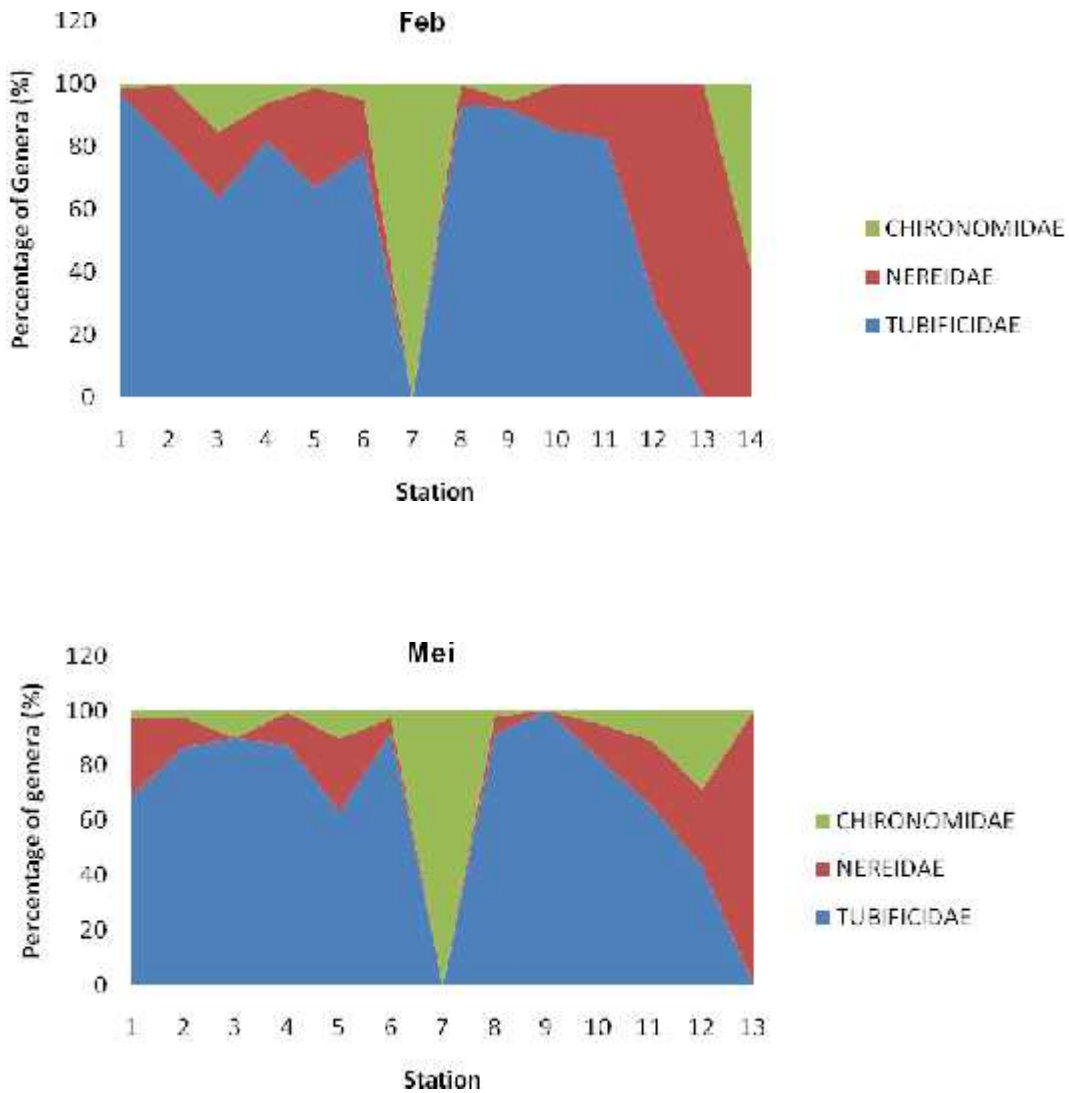 Feb
120
100
80
60
40
20
0
Percentage of Genera (%)
1 2 3 4 5 6 7 8 9 10 11 12 13 14
Station
CHIRONOMIDAE
NEREIDAE
TUBIFICIDAE
Mei
120
100
80
60
40
20
0
Percentage of genera (%)
1 2 3 4 5 6 7 8 9 10 11 12 13
Station
CHIRONOMIDAE
NEREIDAE
TUBIFICIDAE